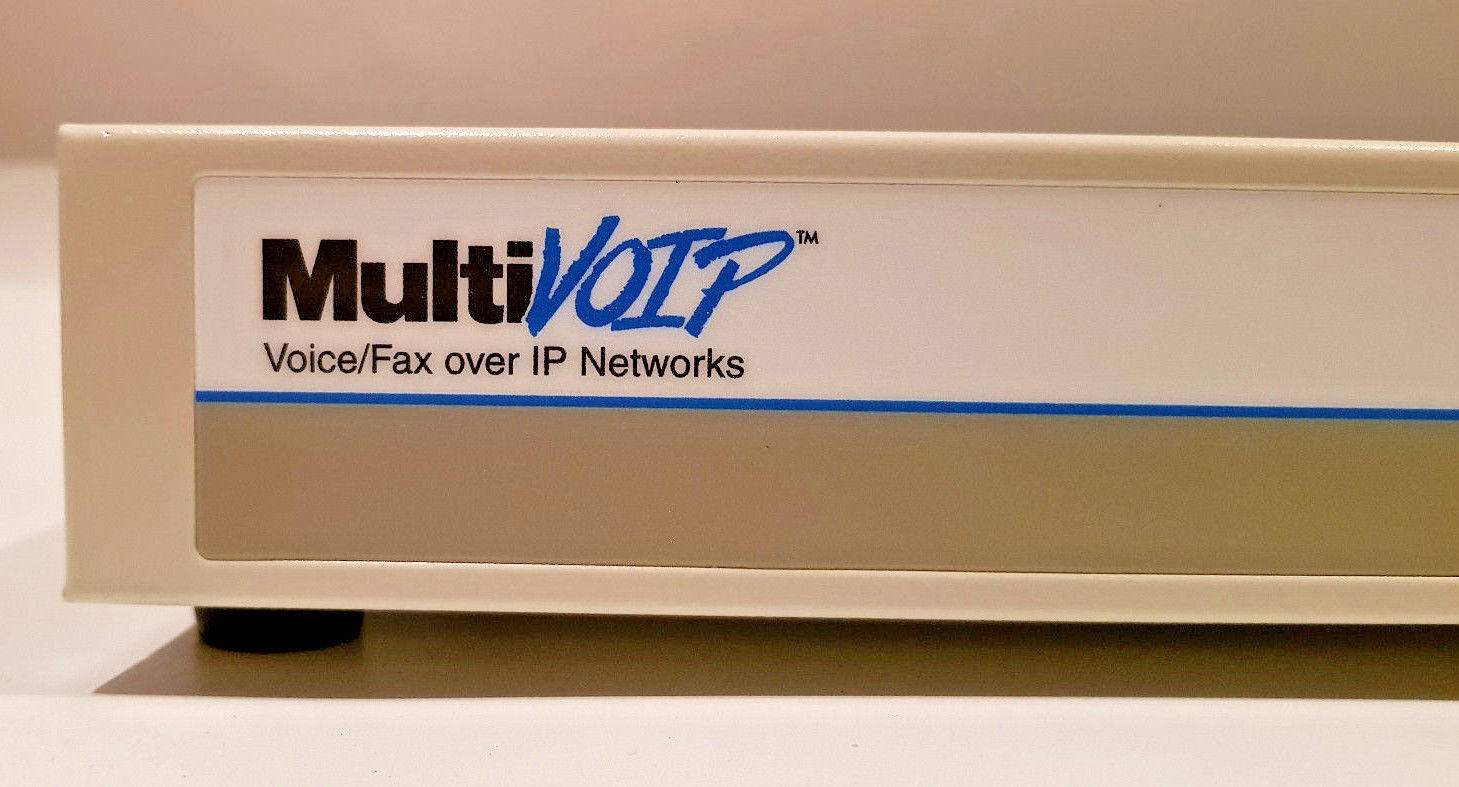 MultiVOIP™
Voice/Fax over IP Networks